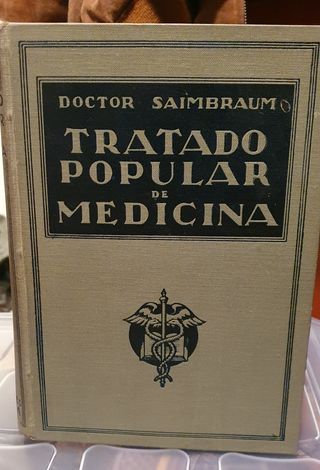 DOCTOR SAIMBRAUM
TRATADO
POPULAR
DE
MEDICINA